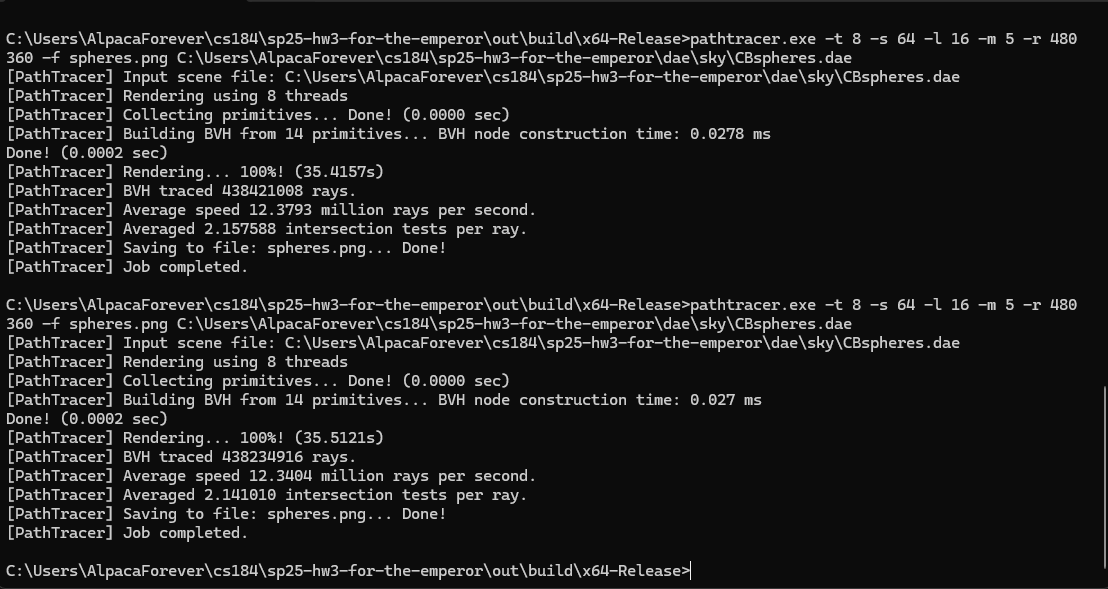 C:\Users\AlpacaForever\cs184\sp25-hw3-for-the-emperor\out\build\x64-Release>pathtracer.exe -t 8 -s 64 -l 16 -m 5 -r 480
360 -f spheres.png C:\Users\AlpacaForever\cs184\sp25-hw3-for-the-emperor\dae\sky\CBspheres.dae
[PathTracer] Input scene file: C:\Users\AlpacaForever\cs184\sp25-hw3-for-the-emperor\dae\sky\CBspheres.dae
[PathTracer] Rendering using 8 threads
[PathTracer] Collecting primitives... Done! (0.0000 sec)
[PathTracer] Building BVH from 14 primitives... BVH node construction time: 0.0278 ms
Done! (0.0002 sec)
[PathTracer] Rendering... 100%! (35.4157s)
[PathTracer] BVH traced 438421008 rays.
[PathTracer] Average speed 12.3793 million rays per second.
[PathTracer] Averaged 2.157588 intersection tests per ray.
[PathTracer] Saving to file: spheres.png... Done!
[PathTracer] Job completed.
C:\Users\AlpacaForever\cs184\sp25-hw3-for-the-emperor\out\build\x64-Release>pathtracer.exe -t 8 -s 64 -l 16 -m 5 -r 480
360 -f spheres.png C:\Users\AlpacaForever\cs184\sp25-hw3-for-the-emperor\dae\sky\CBspheres.dae
[PathTracer] Input scene file: C:\Users\AlpacaForever\cs184\sp25-hw3-for-the-emperor\dae\sky\CBspheres.dae
[PathTracer] Rendering using 8 threads
[PathTracer] Collecting primitives... Done! (0.0000 sec)
[PathTracer] Building BVH from 14 primitives... BVH node construction time: 0.027 ms
Done! (0.0002 sec)
[PathTracer] Rendering... 100%! (35.5121s)
[PathTracer] BVH traced 438234916 rays.
[PathTracer] Average speed 12.3404 million rays per second.
[PathTracer] Averaged 2.141010 intersection tests per ray.
[PathTracer] Saving to file: spheres.png... Done!
[PathTracer] Job completed.
C:\Users\AlpacaForever\cs184\sp25-hw3-for-the-emperor\out\build\x64-Release>